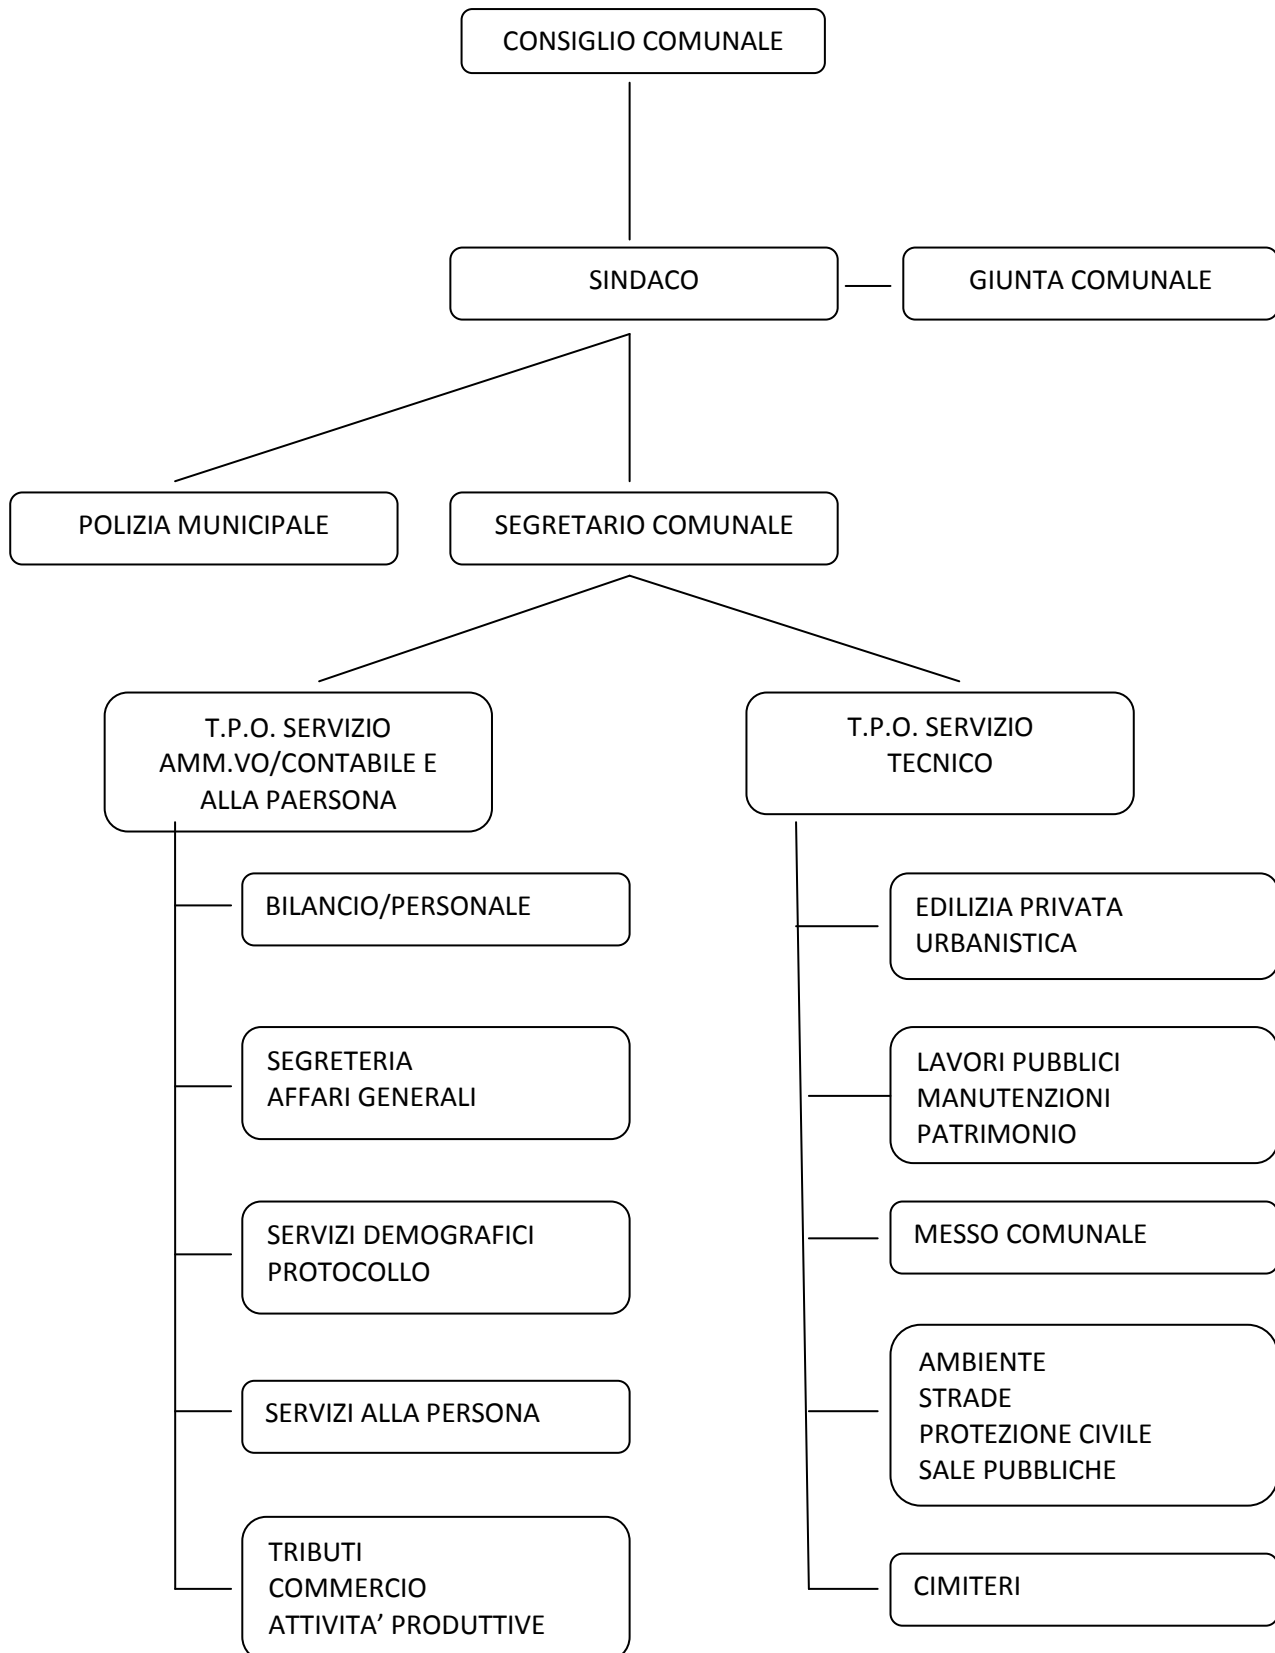 CONSIGLIO COMUNALE
SINDACO
GIUNTA COMUNALE
POLIZIA MUNICIPALE
SEGRETARIO COMUNALE
T.P.O. SERVIZIO
AMM.VO/CONTABILE E
ALLA PAERSONA
T.P.O. SERVIZIO
TECNICO
BILANCIO/PERSONALE
SEGRETERIA
AFFARI GENERALI
SERVIZI DEMOGRAFICI
PROTOCOLLO
SERVIZI ALLA PERSONA
TRIBUTI
COMMERCIO
ATTIVITA’ PRODUTTIVE
EDILIZIA PRIVATA
URBANISTICA
LAVORI PUBBLICI
MANUTENZIONI
PATRIMONIO
MESSO COMUNALE
AMBIENTE
STRADE
PROTEZIONE CIVILE
SALE PUBBLICHE
CIMITERI